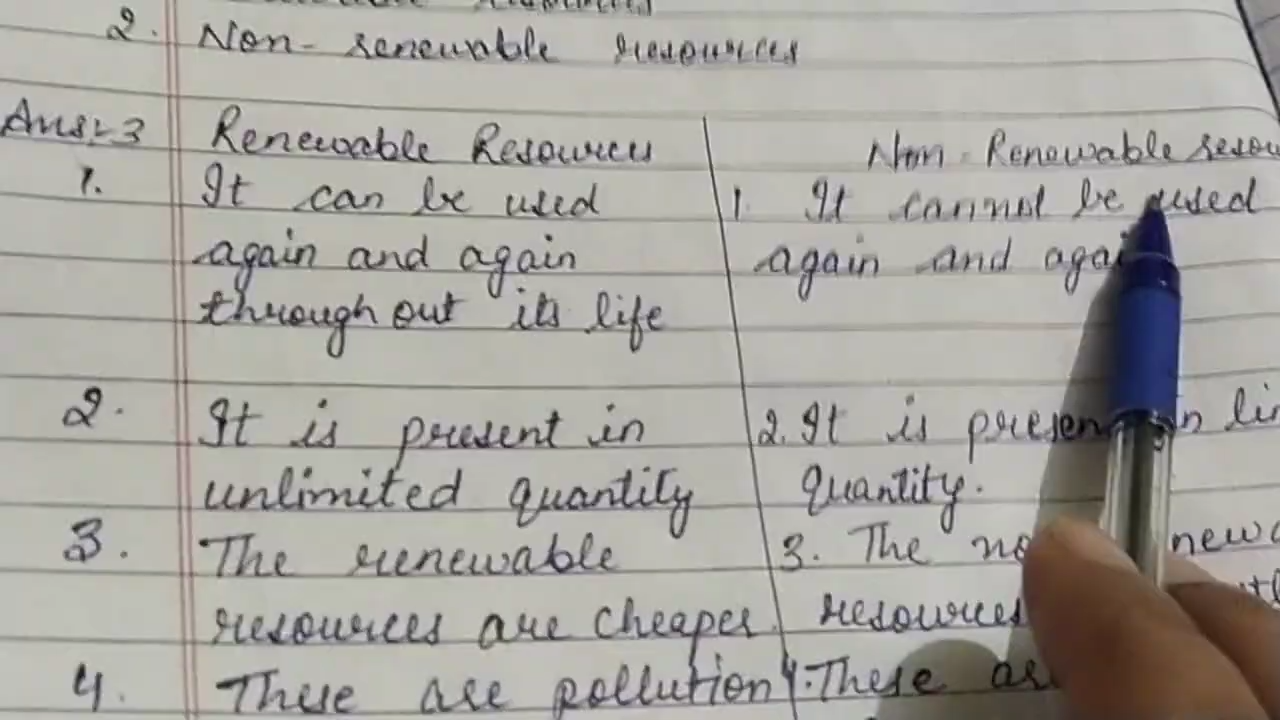 2. Non-renewable resources
Ans:-3 Renewable Resources
1. It can be used
again and again
throughout its life
2. It is present in
unlimited quantity
3. The renewable
resources are cheaper.
4. These are pollution
Non-Renewable
1. It cannot be used
again and
2. It is
quantity.
3. The
resources
4. These